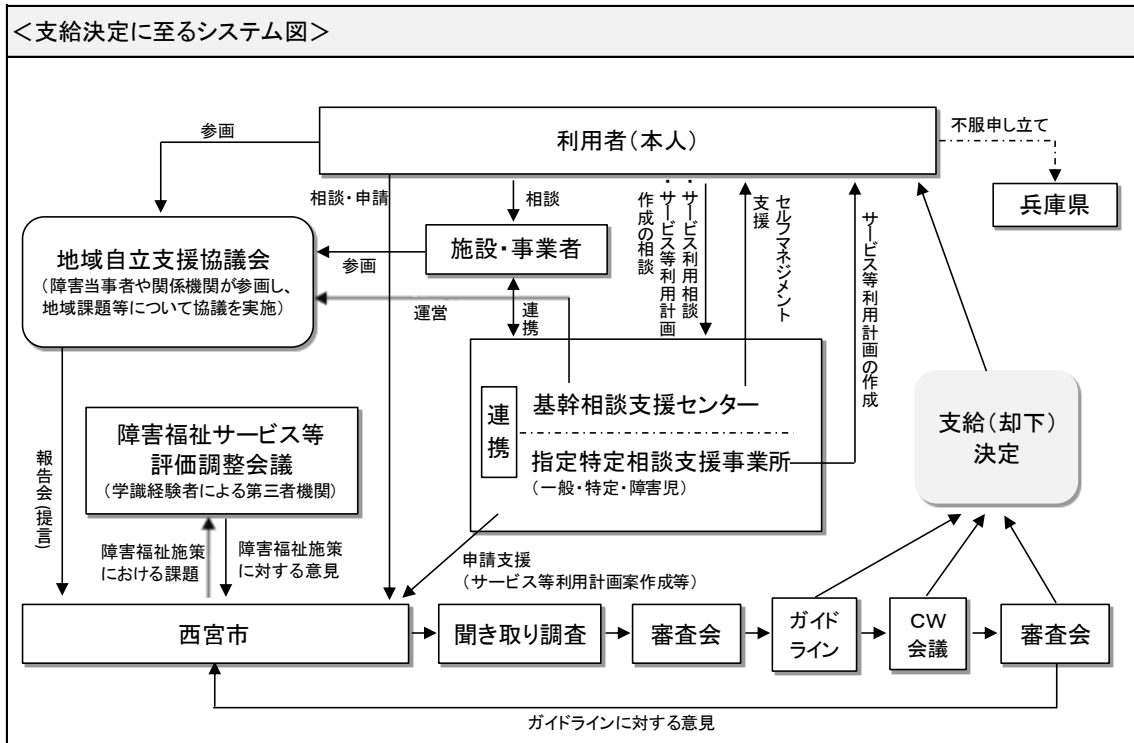 ＜支給決定に至るシステム図＞
利用者（本人）
不服申し立て
兵庫県
参画
相談・申請
相談
・サービス利用相談
・サービス等利用計画
作成の相談
セルフマネジメント
支援
サービス等利用計画の作成
地域自立支援協議会
（障害当事者や関係機関が参画し、
地域課題等について協議を実施）
参画
施設・事業者
運営
連携
連携
基幹相談支援センター
指定特定相談支援事業所
（一般・特定・障害児）
支給（却下）
決定
障害福祉サービス等
評価調整会議
（学識経験者による第三者機関）
報告会（提言）
障害福祉施策
における課題
障害福祉施策
に対する意見
申請支援
（サービス等利用計画案作成等）
西宮市
聞き取り調査
審査会
ガイド
ライン
ＣＷ
会議
審査会
ガイドラインに対する意見